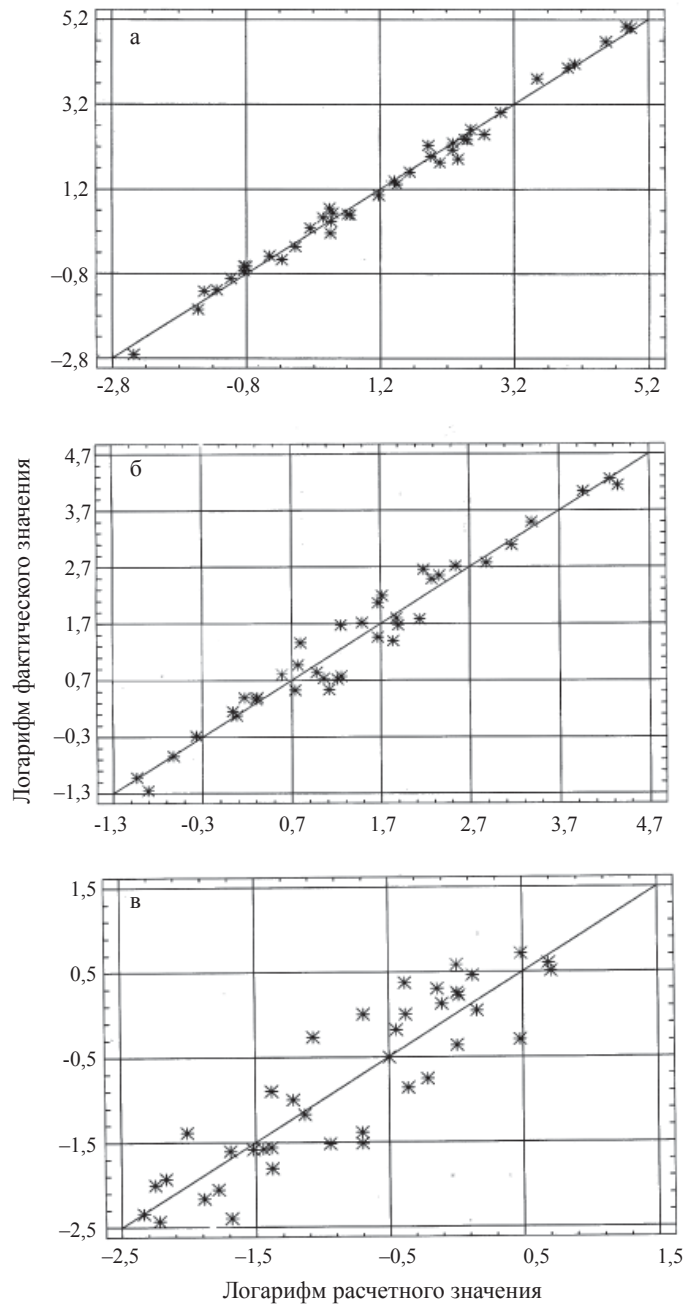 5,2
а
3,2
1,2
–0,8
–2,8
-2,8 -0,8 1,2 3,2 5,2
Логарифм фактического значения
4,7
б
3,7
2,7
1,7
0,7
–0,3
–1,3
-1,3 -0,3 0,7 1,7 2,7 3,7 4,7
1,5
в
0,5
-0,5
–1,5
–2,5
–2,5 –1,5 –0,5 0,5 1,5
Логарифм расчетного значения